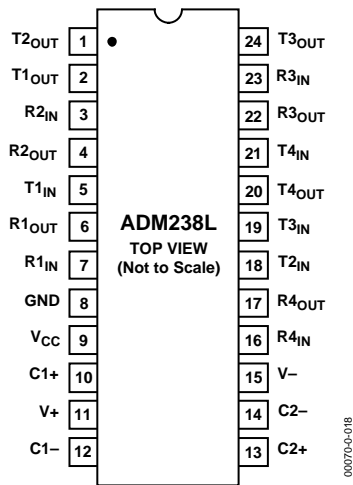 T2OUT 1 24 T3OUT
T1OUT 2 23 R3IN
R2IN 3 22 R3OUT
R2OUT 4 21 T4IN
T1IN 5 20 T4OUT
R1OUT 6 ADM238L 19 T3IN
TOP VIEW
R1IN 7 (Not to Scale) 18 T2IN
GND 8 17 R4OUT
VCC 9 16 R4IN
C1+ 10 15 V–
V+ 11 14 C2–
C1– 12 13 C2+
00070-0-018